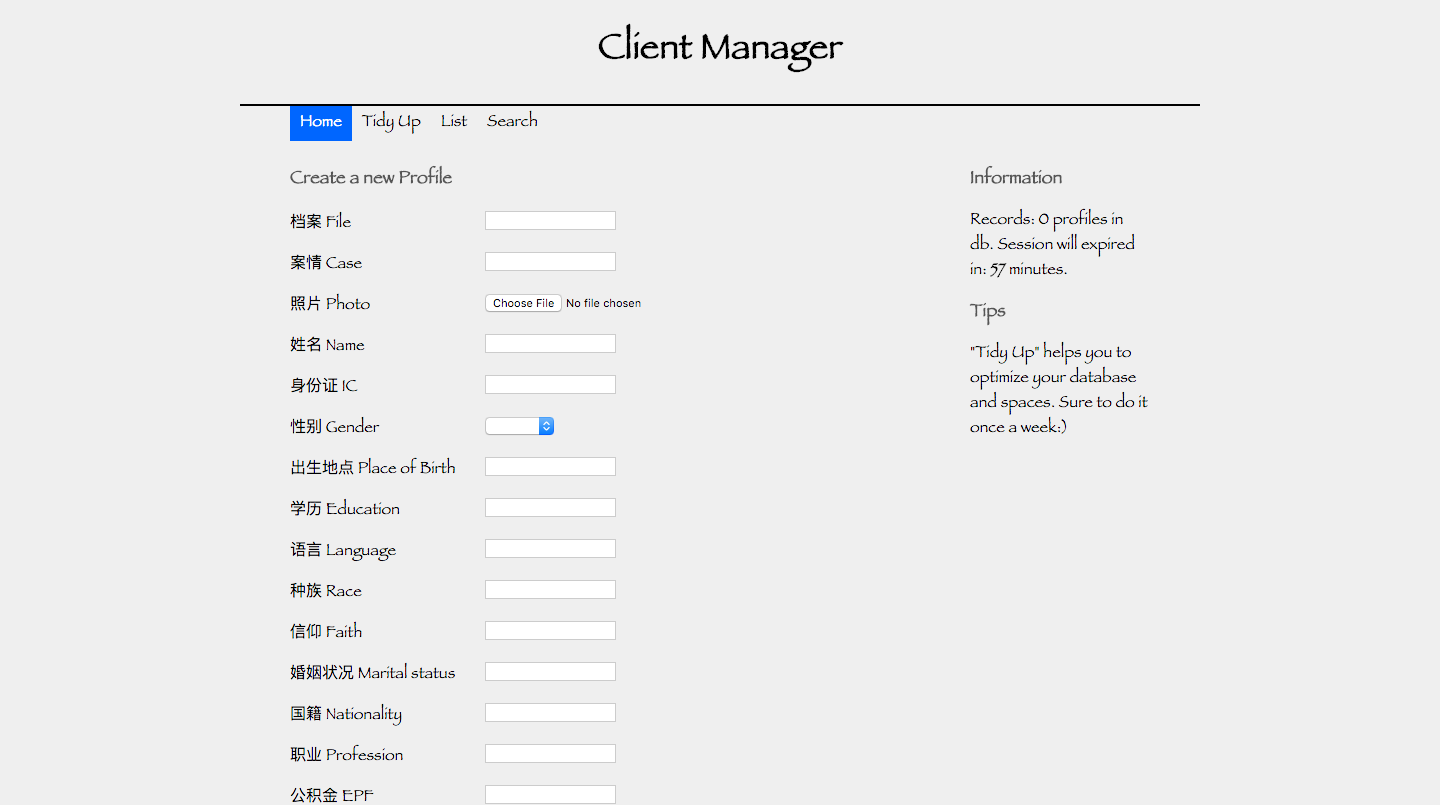 Client Manager
Home Tidy Up List Search
Create a new Profile
档案 File
案情 Case
照片 Photo Choose File No file chosen
姓名 Name
身份证 IC
性别 Gender
出生地点 Place of Birth
学历 Education
语言 Language
种族 Race
信仰 Faith
婚姻状况 Marital status
国籍 Nationality
职业 Profession
公积金 EPF
Information
Records: 0 profiles in
db. Session will expired
in: 57 minutes.
Tips
"Tidy Up" helps you to
optimize your database
and spaces. Sure to do it
once a week:)